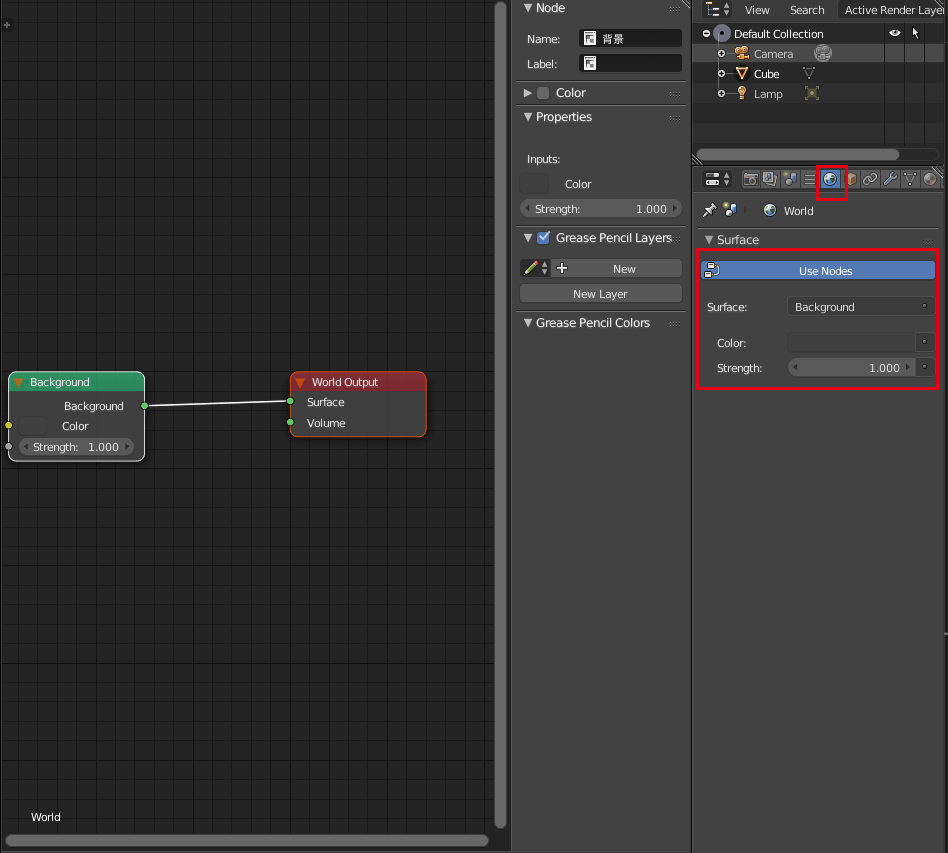 Background
Background
Color
Strength: 1.000
World Output
Surface
Volume
World
Node
Name: 背景
Label:
Color
Properties
Inputs:
Color
Strength: 1.000
Grease Pencil Layers
New
New Layer
Grease Pencil Colors
View Search Active Render Layer
Default Collection
Camera
Cube
Lamp
World
Surface
Use Nodes
Surface: Background
Color:
Strength: 1.000